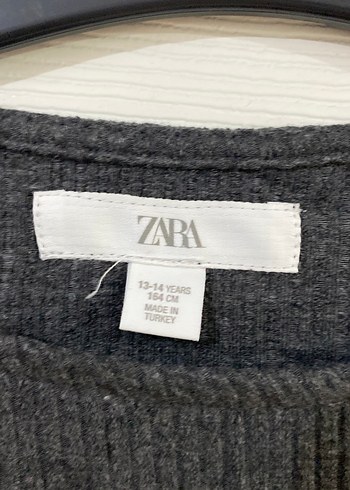 ZARA
13-14 YEARS
164 CM
MADE IN
TURKEY